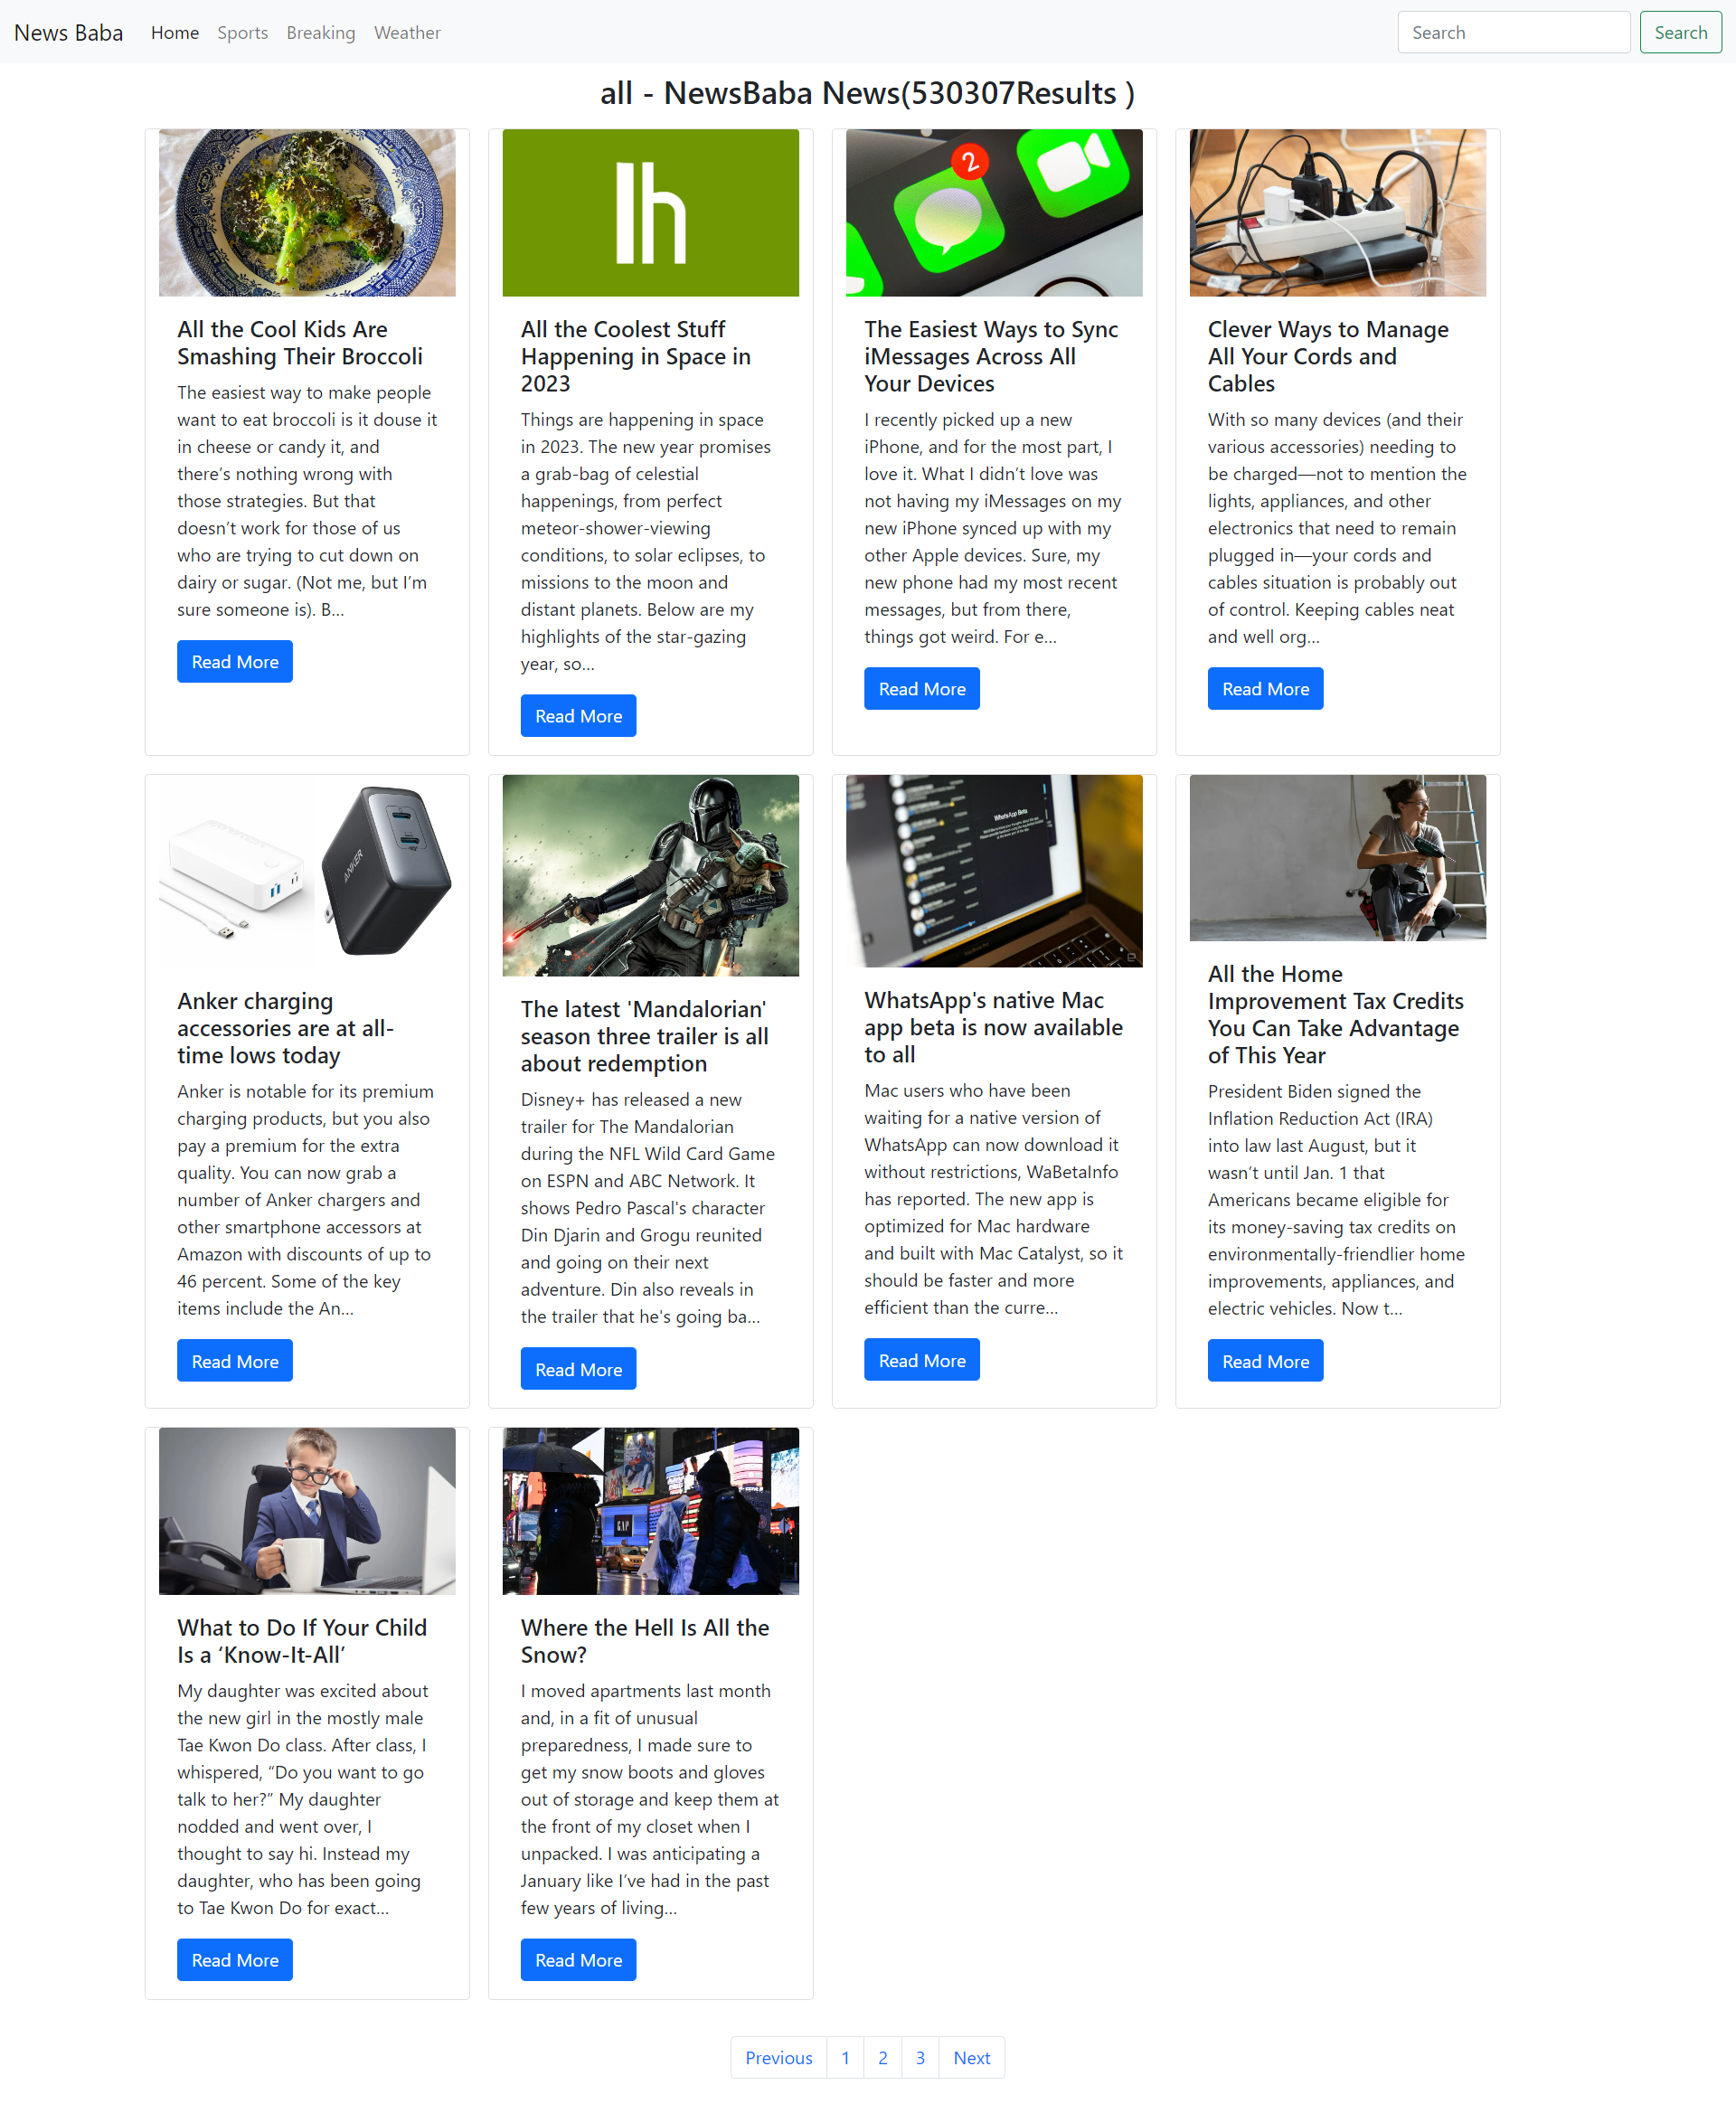 News Baba Home Sports Breaking Weather Search Search
all - NewsBaba News(530307Results )
lh
2
All the Cool Kids Are
Smashing Their Broccoli
The easiest way to make people
want to eat broccoli is it douse it
in cheese or candy it, and
there’s nothing wrong with
those strategies. But that
doesn’t work for those of us
who are trying to cut down on
dairy or sugar. (Not me, but I’m
sure someone is). B...
Read More
All the Coolest Stuff
Happening in Space in
2023
Things are happening in space
in 2023. The new year promises
a grab-bag of celestial
happenings, from perfect
meteor-shower-viewing
conditions, to solar eclipses, to
missions to the moon and
distant planets. Below are my
highlights of the star-gazing
year, so...
Read More
The Easiest Ways to Sync
iMessages Across All
Your Devices
I recently picked up a new
iPhone, and for the most part, I
love it. What I didn’t love was
not having my iMessages on my
new iPhone synced up with my
other Apple devices. Sure, my
new phone had my most recent
messages, but from there,
things got weird. For e...
Read More
Clever Ways to Manage
All Your Cords and
Cables
With so many devices (and their
various accessories) needing to
be charged—not to mention the
lights, appliances, and other
electronics that need to remain
plugged in—your cords and
cables situation is probably out
of control. Keeping cables neat
and well org...
Read More
ANKER
Anker charging
accessories are at all-
time lows today
Anker is notable for its premium
charging products, but you also
pay a premium for the extra
quality. You can now grab a
number of Anker chargers and
other smartphone accessors at
Amazon with discounts of up to
46 percent. Some of the key
items include the An...
Read More
The latest 'Mandalorian'
season three trailer is all
about redemption
Disney+ has released a new
trailer for The Mandalorian
during the NFL Wild Card Game
on ESPN and ABC Network. It
shows Pedro Pascal's character
Din Djarin and Grogu reunited
and going on their next
adventure. Din also reveals in
the trailer that he's going ba...
Read More
WhatsApp Beta
WhatsApp's native Mac
app beta is now available
to all
Mac users who have been
waiting for a native version of
WhatsApp can now download it
without restrictions, WaBetaInfo
has reported. The new app is
optimized for Mac hardware
and built with Mac Catalyst, so it
should be faster and more
efficient than the curre...
Read More
All the Home
Improvement Tax Credits
You Can Take Advantage
of This Year
President Biden signed the
Inflation Reduction Act (IRA)
into law last August, but it
wasn’t until Jan. 1 that
Americans became eligible for
its money-saving tax credits on
environmentally-friendlier home
improvements, appliances, and
electric vehicles. Now t...
Read More
What to Do If Your Child
Is a ‘Know-It-All’
My daughter was excited about
the new girl in the mostly male
Tae Kwon Do class. After class, I
whispered, “Do you want to go
talk to her?” My daughter
nodded and went over, I
thought to say hi. Instead my
daughter, who has been going
to Tae Kwon Do for exact...
Read More
GAP
Where the Hell Is All the
Snow?
I moved apartments last month
and, in a fit of unusual
preparedness, I made sure to
get my snow boots and gloves
out of storage and keep them at
the front of my closet when I
unpacked. I was anticipating a
January like I’ve had in the past
few years of living...
Read More
Previous 1 2 3 Next